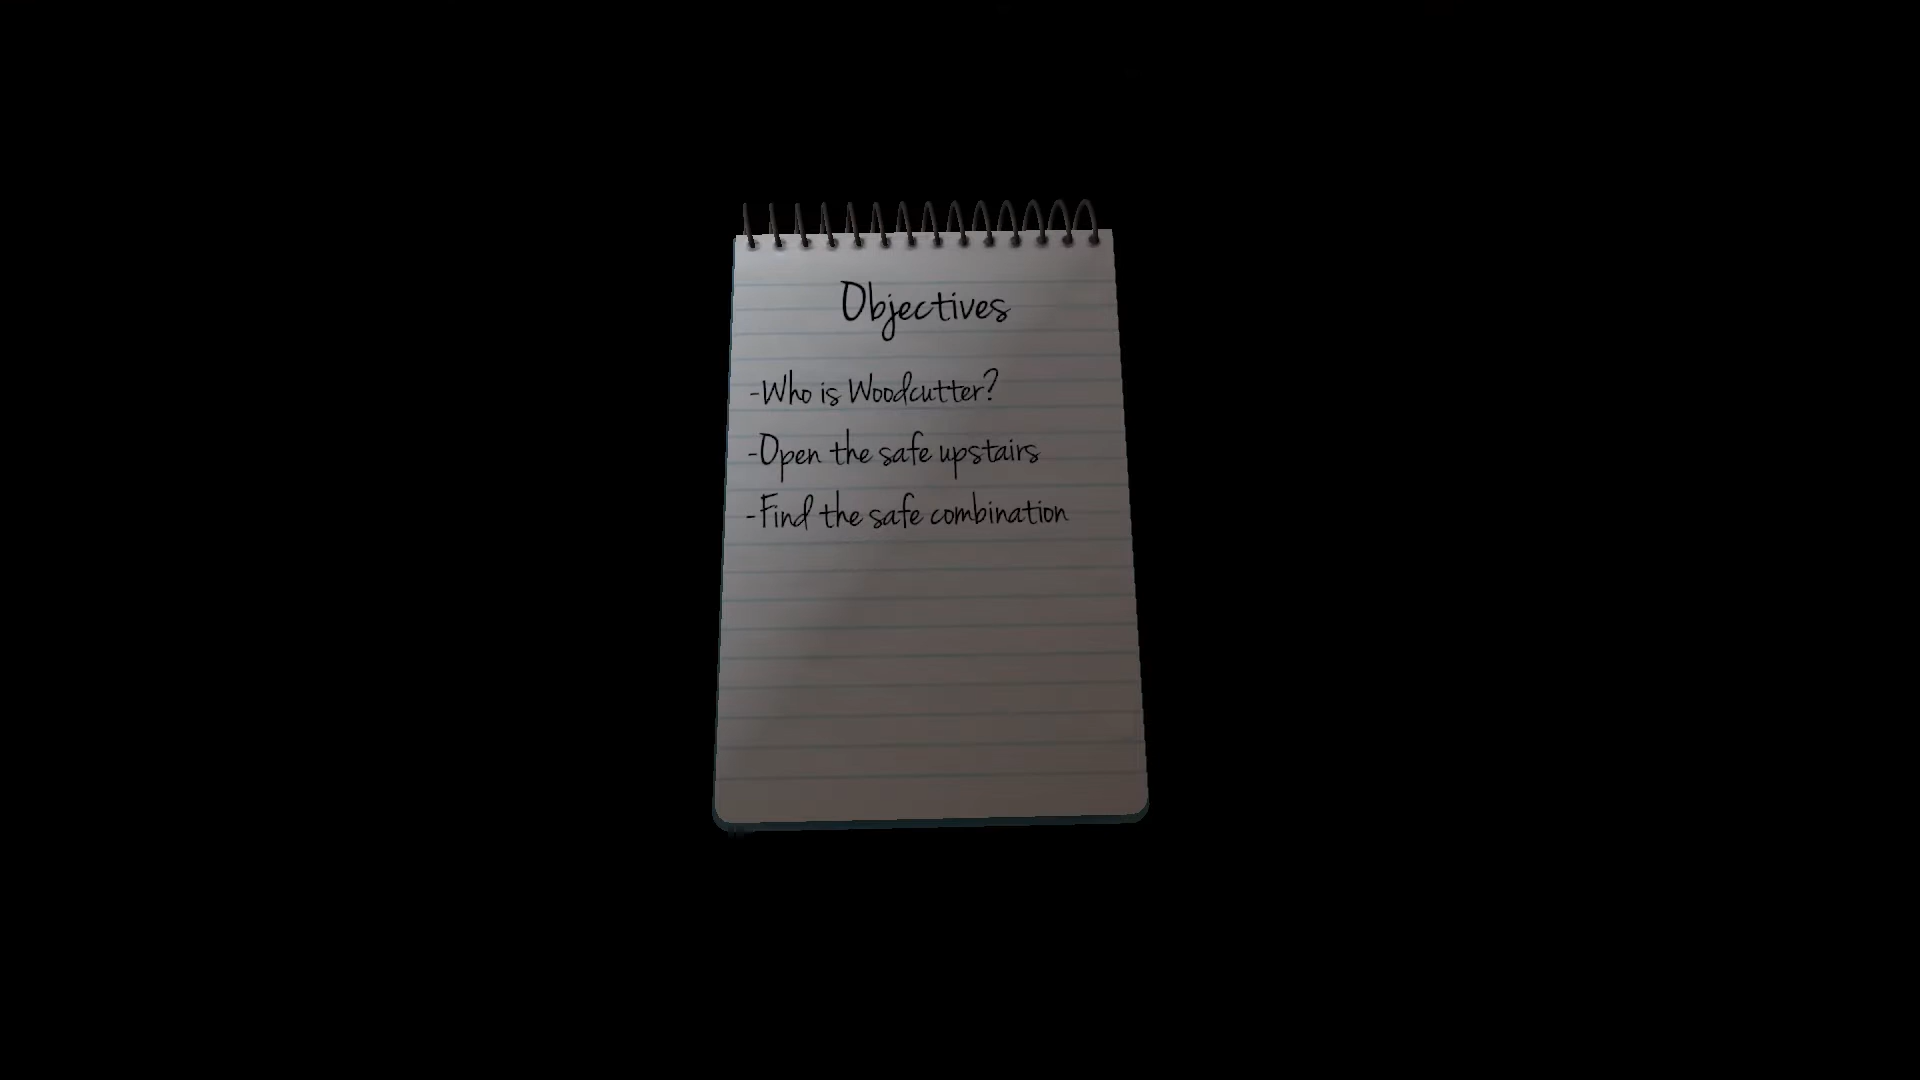 Objectives
-Who is Woodcutter?
-Open the safe upstairs
-Find the safe combination